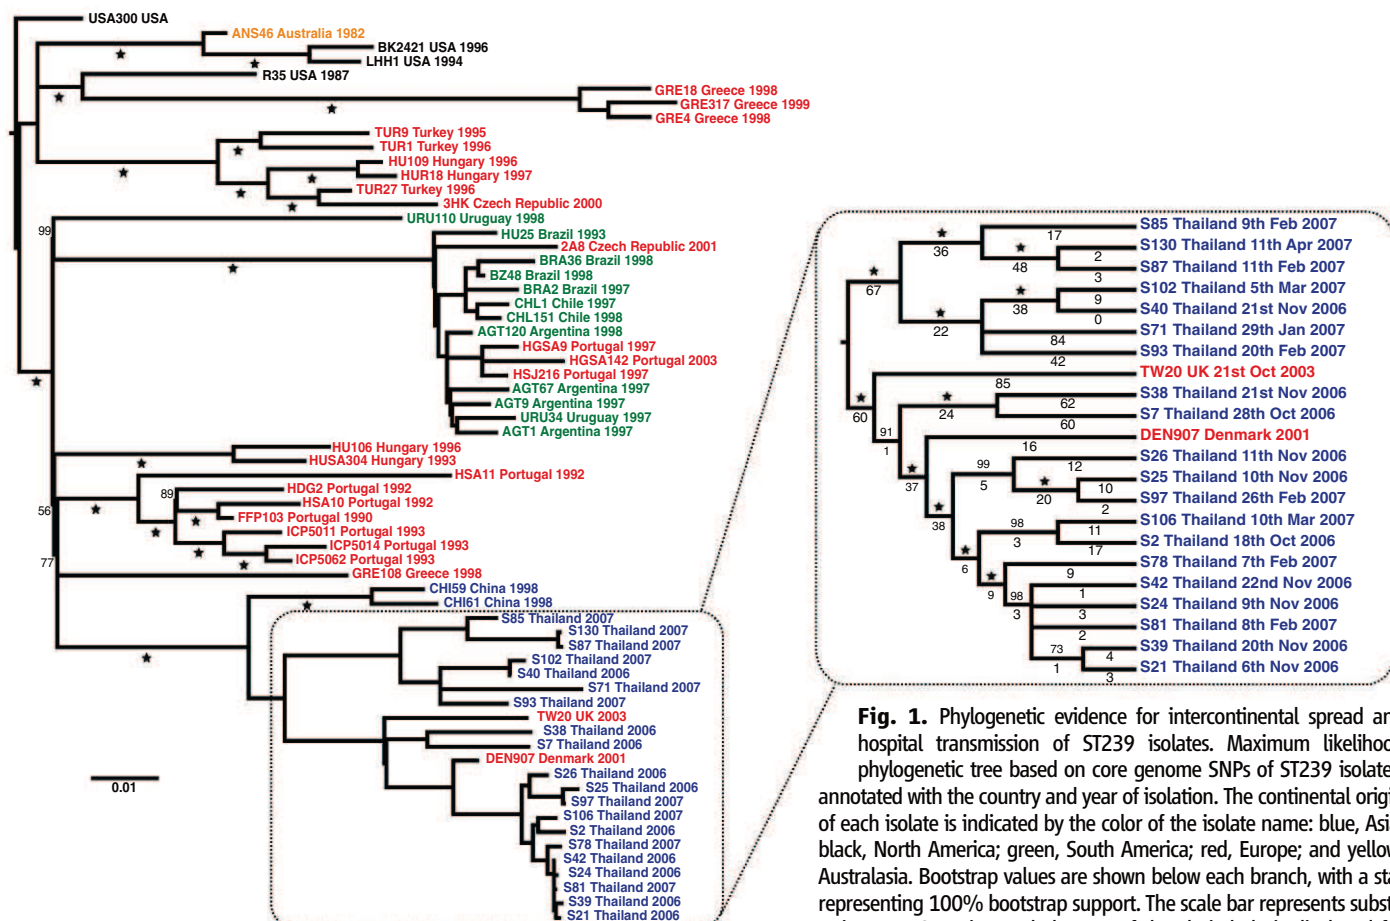 USA300 USA
ANS46 Australia 1982
BK2421 USA 1996
LHH1 USA 1994
R35 USA 1987
GRE18 Greece 1998
GRE317 Greece 1999
GRE4 Greece 1998
TUR9 Turkey 1995
TUR1 Turkey 1996
HU109 Hungary 1996
HUR18 Hungary 1997
TUR27 Turkey 1996
3HK Czech Republic 2000
URU110 Uruguay 1998
99
HU25 Brazil 1993
2A8 Czech Republic 2001
BRA36 Brazil 1998
BZ48 Brazil 1998
BRA2 Brazil 1997
CHL1 Chile 1997
CHL151 Chile 1998
AGT120 Argentina 1998
HGSA9 Portugal 1997
HGSA142 Portugal 2003
HSJ216 Portugal 1997
AGT67 Argentina 1997
AGT9 Argentina 1997
URU34 Uruguay 1997
AGT1 Argentina 1997
HU106 Hungary 1996
HUSA304 Hungary 1993
HSA11 Portugal 1992
89
HDG2 Portugal 1992
HSA10 Portugal 1992
56
FFP103 Portugal 1990
ICP5011 Portugal 1993
ICP5014 Portugal 1993
77
ICP5062 Portugal 1993
GRE108 Greece 1998
CHI59 China 1998
CHI61 China 1998
S85 Thailand 2007
S130 Thailand 2007
S87 Thailand 2007
S102 Thailand 2007
S40 Thailand 2006
S71 Thailand 2007
S93 Thailand 2007
TW20 UK 2003
S38 Thailand 2006
S7 Thailand 2006
DEN907 Denmark 2001
S26 Thailand 2006
S25 Thailand 2006
S97 Thailand 2007
S106 Thailand 2007
S2 Thailand 2006
S78 Thailand 2007
S42 Thailand 2006
S24 Thailand 2006
S81 Thailand 2007
S39 Thailand 2006
S21 Thailand 2006
0.01
S85 Thailand 9th Feb 2007
17
36
S130 Thailand 11th Apr 2007
2
48
S87 Thailand 11th Feb 2007
3
67
S102 Thailand 5th Mar 2007
9
38
S40 Thailand 21st Nov 2006
0
22
S71 Thailand 29th Jan 2007
84
S93 Thailand 20th Feb 2007
42
TW20 UK 21st Oct 2003
85
S38 Thailand 21st Nov 2006
62
24
60
S7 Thailand 28th Oct 2006
60
91
1
DEN907 Denmark 2001
16
S26 Thailand 11th Nov 2006
12
99
5
37
S25 Thailand 10th Nov 2006
10
20
S97 Thailand 26th Feb 2007
2
38
S106 Thailand 10th Mar 2007
11
98
3
S2 Thailand 18th Oct 2006
17
6
S78 Thailand 7th Feb 2007
9
S42 Thailand 22nd Nov 2006
1
9
98
3
S24 Thailand 9th Nov 2006
3
S81 Thailand 8th Feb 2007
2
S39 Thailand 20th Nov 2006
4
73
1
S21 Thailand 6th Nov 2006
3
Fig. 1. Phylogenetic evidence for intercontinental spread an
hospital transmission of ST239 isolates. Maximum likelihoo
phylogenetic tree based on core genome SNPs of ST239 isolate
annotated with the country and year of isolation. The continental origi
of each isolate is indicated by the color of the isolate name: blue, Asi
black, North America; green, South America; red, Europe; and yellow
Australasia. Bootstrap values are shown below each branch, with a sta
representing 100% bootstrap support. The scale bar represents subst